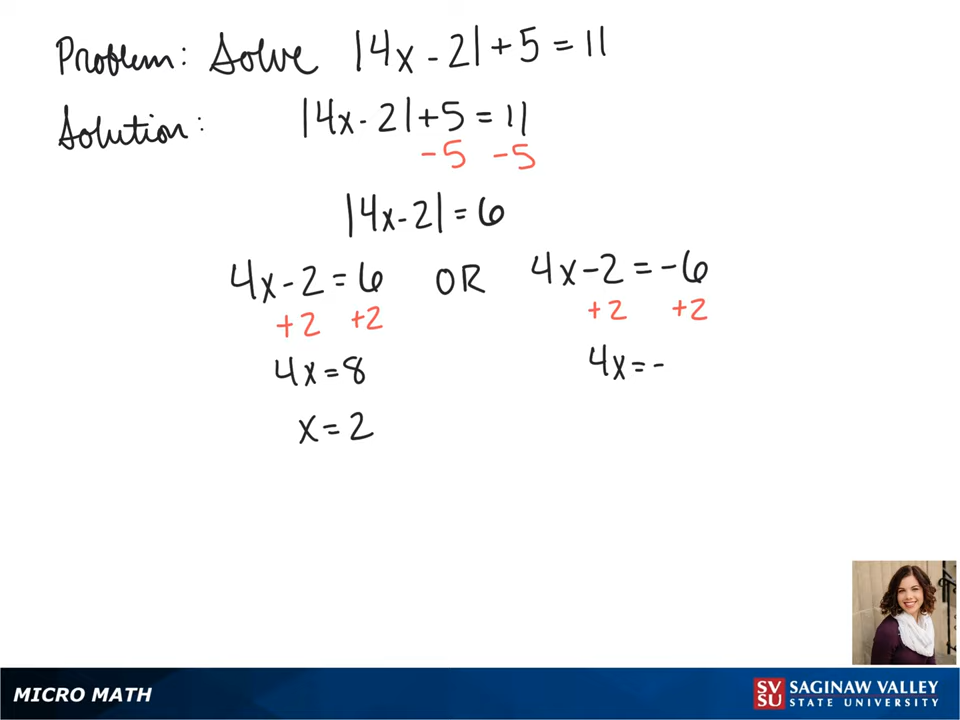 Problem: Solve |4x - 2| + 5 = 11
Solution: |4x - 2| + 5 = 11
-5 -5
|4x - 2| = 6
4x - 2 = 6 OR 4x - 2 = -6
+2 +2 +2 +2
4x = 8 4x = -
x = 2
MICRO MATH
SV SU SAGINAW VALLEY
STATE UNIVERSITY